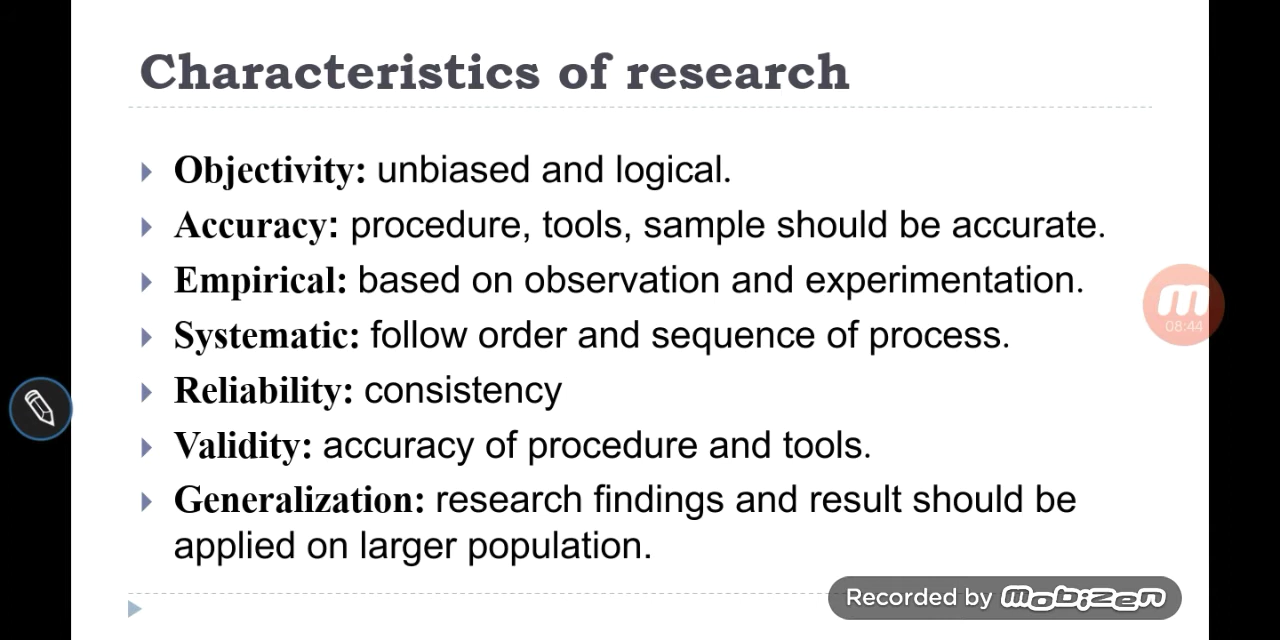 Characteristics of research
Objectivity: unbiased and logical.
Accuracy: procedure, tools, sample should be accurate.
Empirical: based on observation and experimentation.
Systematic: follow order and sequence of process.
Reliability: consistency
Validity: accuracy of procedure and tools.
Generalization: research findings and result should be
applied on larger population.
08:44
Recorded by mobizen